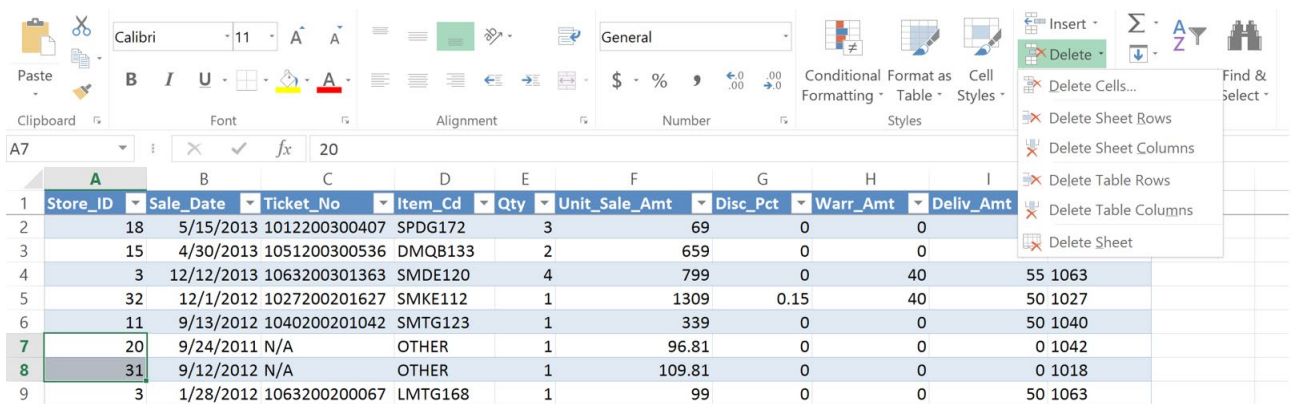 Calibri 11 A A General Insert Σ A Z
Delete
Paste B I U A $ % , .0 .00 .00 .0 Conditional Formatting Format as Table Cell Styles Find & Select
Clipboard Font Alignment Number Styles
Delete Cells...
Delete Sheet Rows
Delete Sheet Columns
Delete Table Rows
Delete Table Columns
Delete Sheet
A7 fx 20
A B C D E F G H I
1 Store_ID Sale_Date Ticket_No Item_Cd Qty Unit_Sale_Amt Disc_Pct Warr_Amt Deliv_Amt
2 18 5/15/2013 1012200300407 SPDG172 3 69 0 0
3 15 4/30/2013 1051200300536 DMQB133 2 659 0 0
4 3 12/12/2013 1063200301363 SMDE120 4 799 0 40 55 1063
5 32 12/1/2012 1027200201627 SMKE112 1 1309 0.15 40 50 1027
6 11 9/13/2012 1040200201042 SMTG123 1 339 0 0 50 1040
7 20 9/24/2011 N/A OTHER 1 96.81 0 0 0 1042
8 31 9/12/2012 N/A OTHER 1 109.81 0 0 0 1018
9 3 1/28/2012 1063200200067 LMTG168 1 99 0 0 50 1063